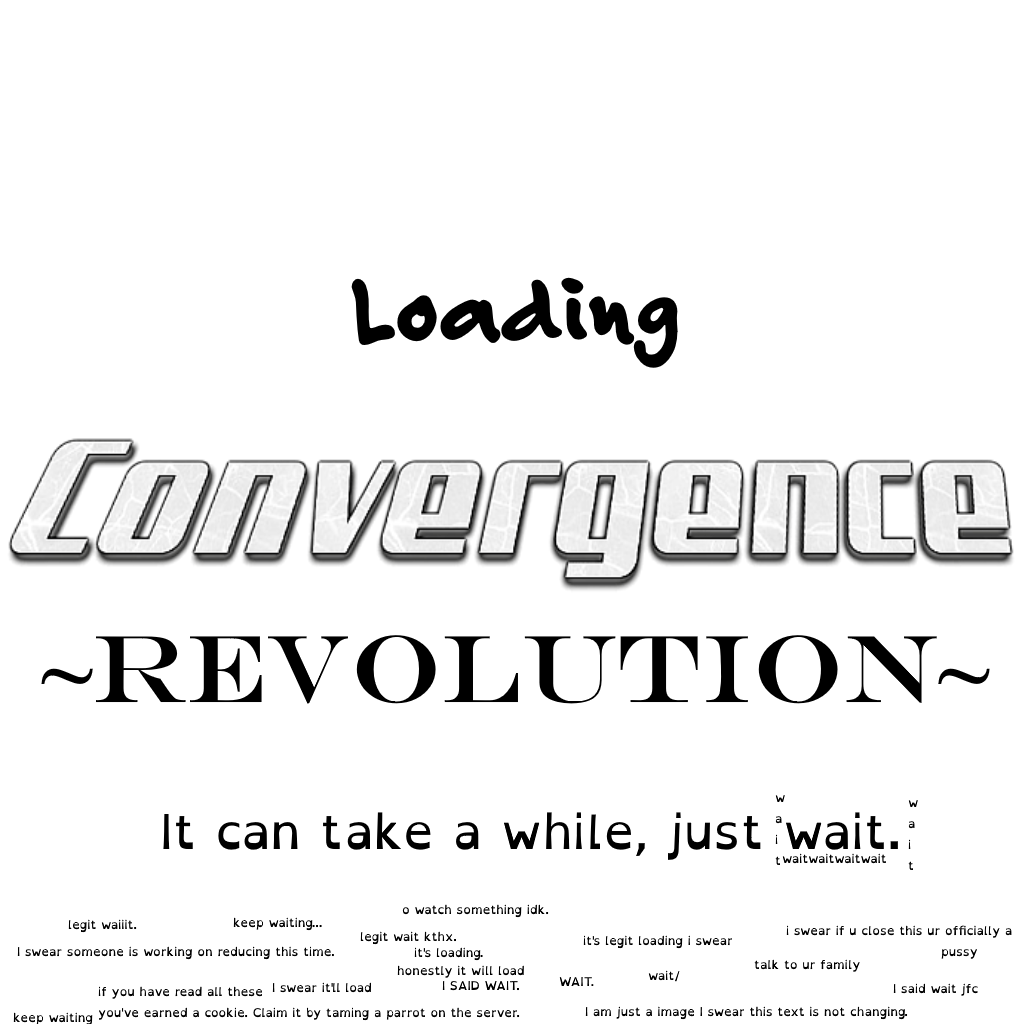 Loading
Convergence
~REVOLUTION~
It can take a while, just wait.
wait
wait
waitwaitwaitwait
o watch something idk.
legit waiiit.
keep waiting...
i swear if u close this ur officially a
pussy
legit wait kthx.
it's legit loading i swear
I swear someone is working on reducing this time.
it's loading.
talk to ur family
honestly it will load
wait/
WAIT.
I SAID WAIT.
I swear it'll load
I said wait jfc
if you have read all these
you've earned a cookie. Claim it by taming a parrot on the server.
I am just a image I swear this text is not changing.
keep waiting